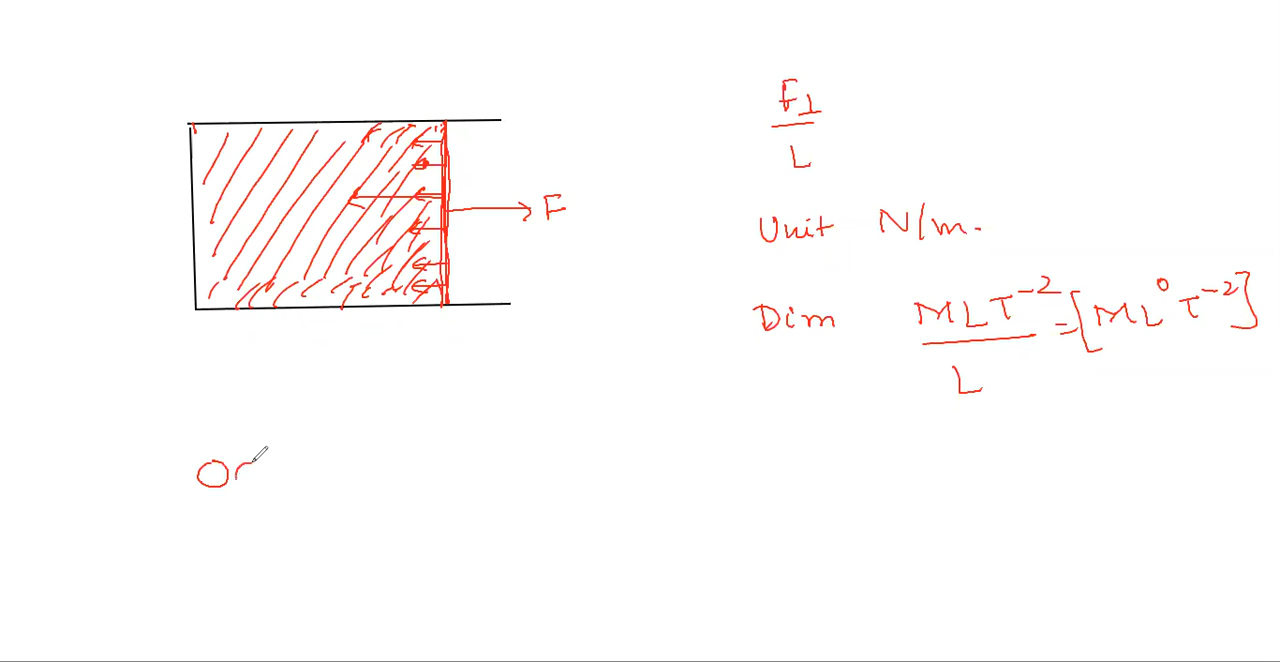 F
F⊥
L
Unit N/m.
Dim MLT⁻² = [ML⁰T⁻²]
L
Or